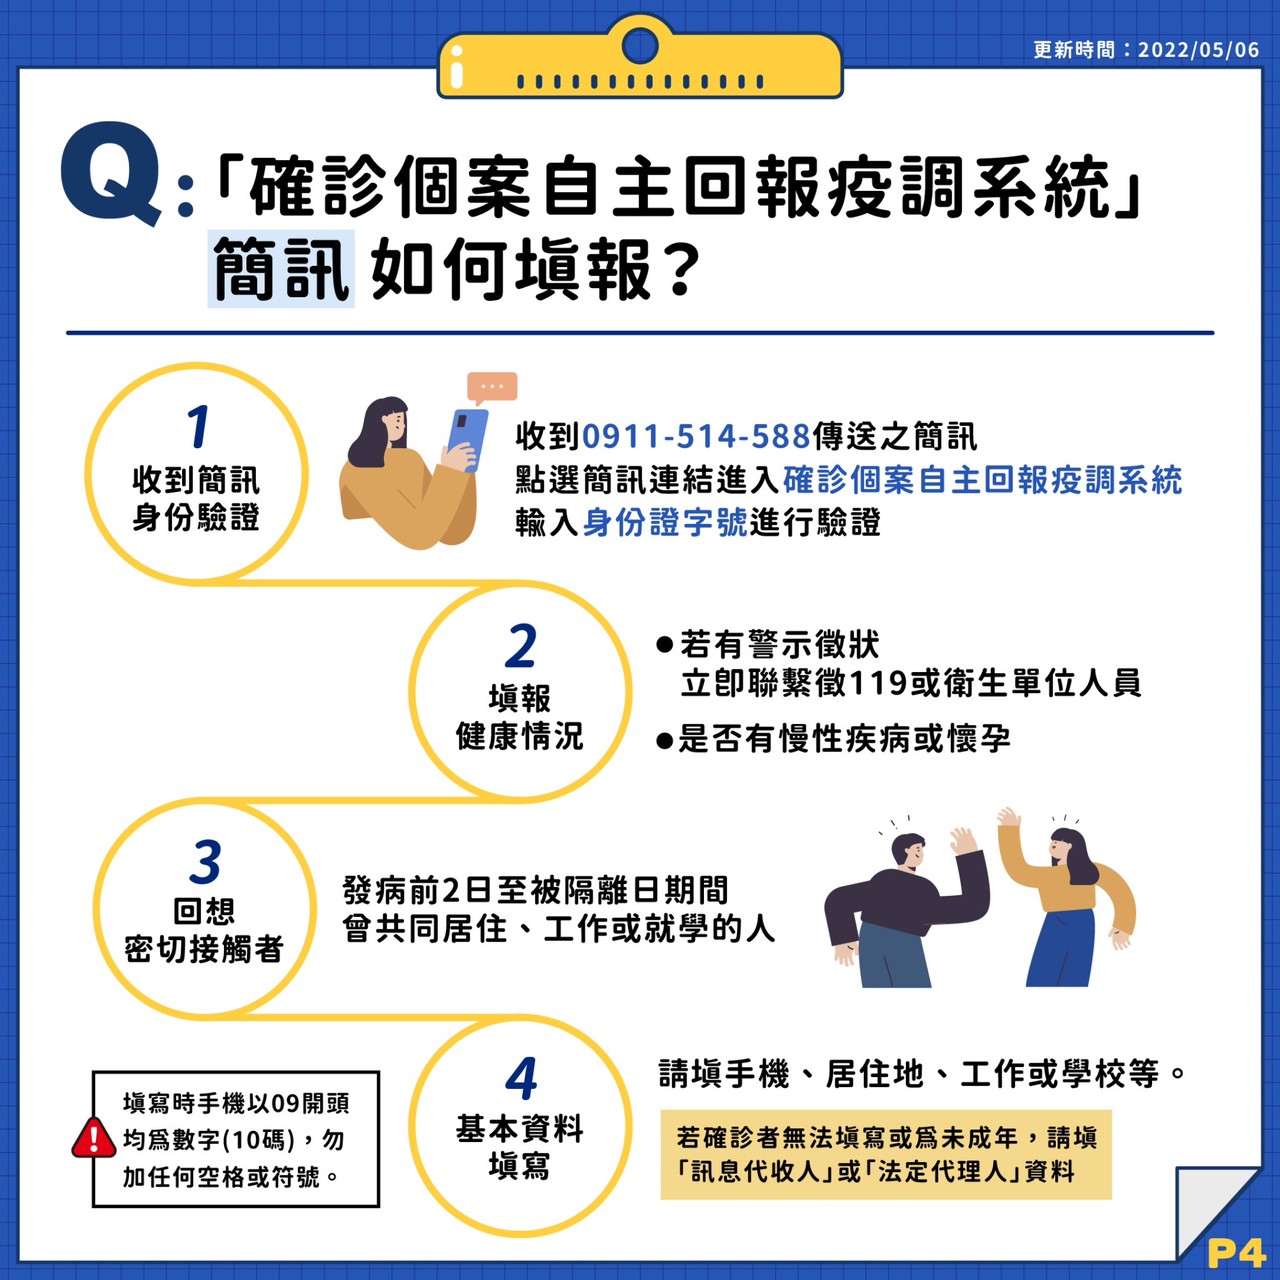 更新時間：2022/05/06
Q：「確診個案自主回報疫調系統」
簡訊 如何填報？
1
收到簡訊
身份驗證
收到0911-514-588傳送之簡訊
點選簡訊連結進入確診個案自主回報疫調系統
輸入身份證字號進行驗證
2
填報
健康情況
●若有警示徵狀
立即聯繫徵119或衛生單位人員
●是否有慢性疾病或懷孕
3
回想
密切接觸者
發病前2日至被隔離日期間
曾共同居住、工作或就學的人
4
基本資料
填寫
請填手機、居住地、工作或學校等。
若確診者無法填寫或為未成年，請填
「訊息代收人」或「法定代理人」資料
填寫時手機以09開頭
均為數字(10碼)，勿
加任何空格或符號。
P4